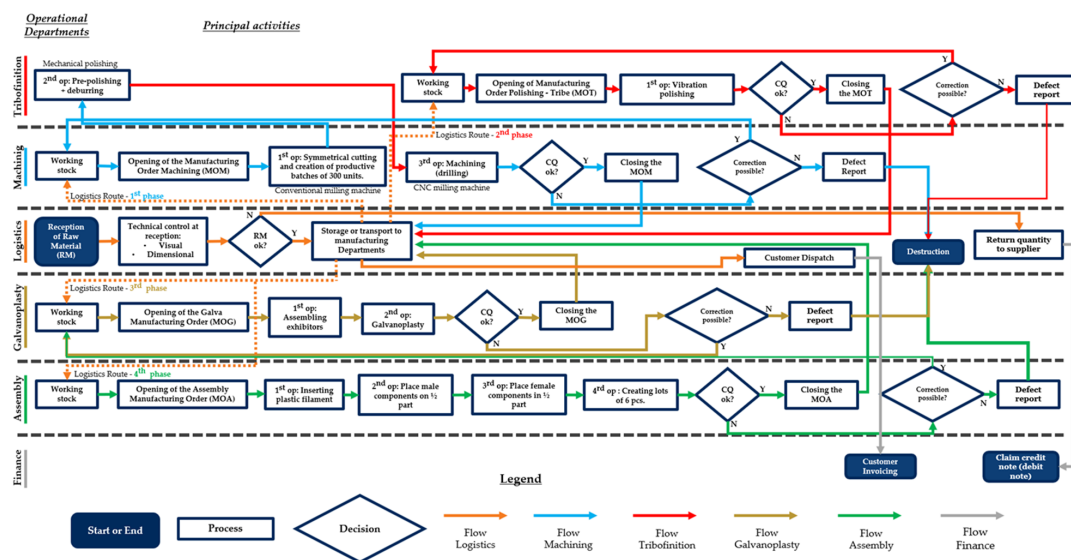 Operational
Departments
Principal activities
Tribofinition
Mechanical polishing
2nd op: Pre-polishing
+ deburring
Working
stock
Opening of Manufacturing
Order Polishing - Tribe (MOT)
1st op: Vibration
polishing
CQ
ok?
Y
N
Closing
the MOT
Y
Correction
possible?
N
Defect
report
Logistics Route - 2nd phase
Machinig
Working
stock
Opening of the Manufacturing
Order Machining (MOM)
1st op: Symmetrical cutting
and creation of productive
batches of 300 units.
Conventional milling machine
3rd op: Machining
(drilling)
CNC milling machine
CQ
ok?
Y
N
Closing the
MOM
Y
Correction
possible?
N
Defect
Report
Logistics Route - 1st phase
Logistics
Reception
of Raw
Material
(RM)
Technical control at
reception:
• Visual
• Dimensional
N
RM
ok?
Y
Storage or transport to
manufacturing
Departments
Customer Dispatch
Destruction
Return quantity
to supplier
Logistics Route - 3rd phase
Galvanoplasty
Working
stock
Opening of the Galva
Manufacturing Order (MOG)
1st op:
Assembling
exhibitors
2nd op:
Galvanoplasty
CQ
ok?
Y
N
Closing the
MOG
Correction
possible?
N
Y
Defect
report
Logistics Route - 4th phase
Assembly
Working
stock
Opening of the Assembly
Manufacturing Order (MOA)
1st op: Inserting
plastic filament
2nd op: Place male
components on ½
part
3rd op: Place female
components in ½
part
4rd op : Creating lots
of 6 pcs.
CQ
ok?
Y
N
Closing the
MOA
Y
Correction
possible?
N
Defect
report
Finance
Customer
Invoicing
Claim credit
note (debit
note)
Legend
Start or End
Process
Decision
Flow
Logistics
Flow
Machining
Flow
Tribofinition
Flow
Galvanoplasty
Flow
Assembly
Flow
Finance